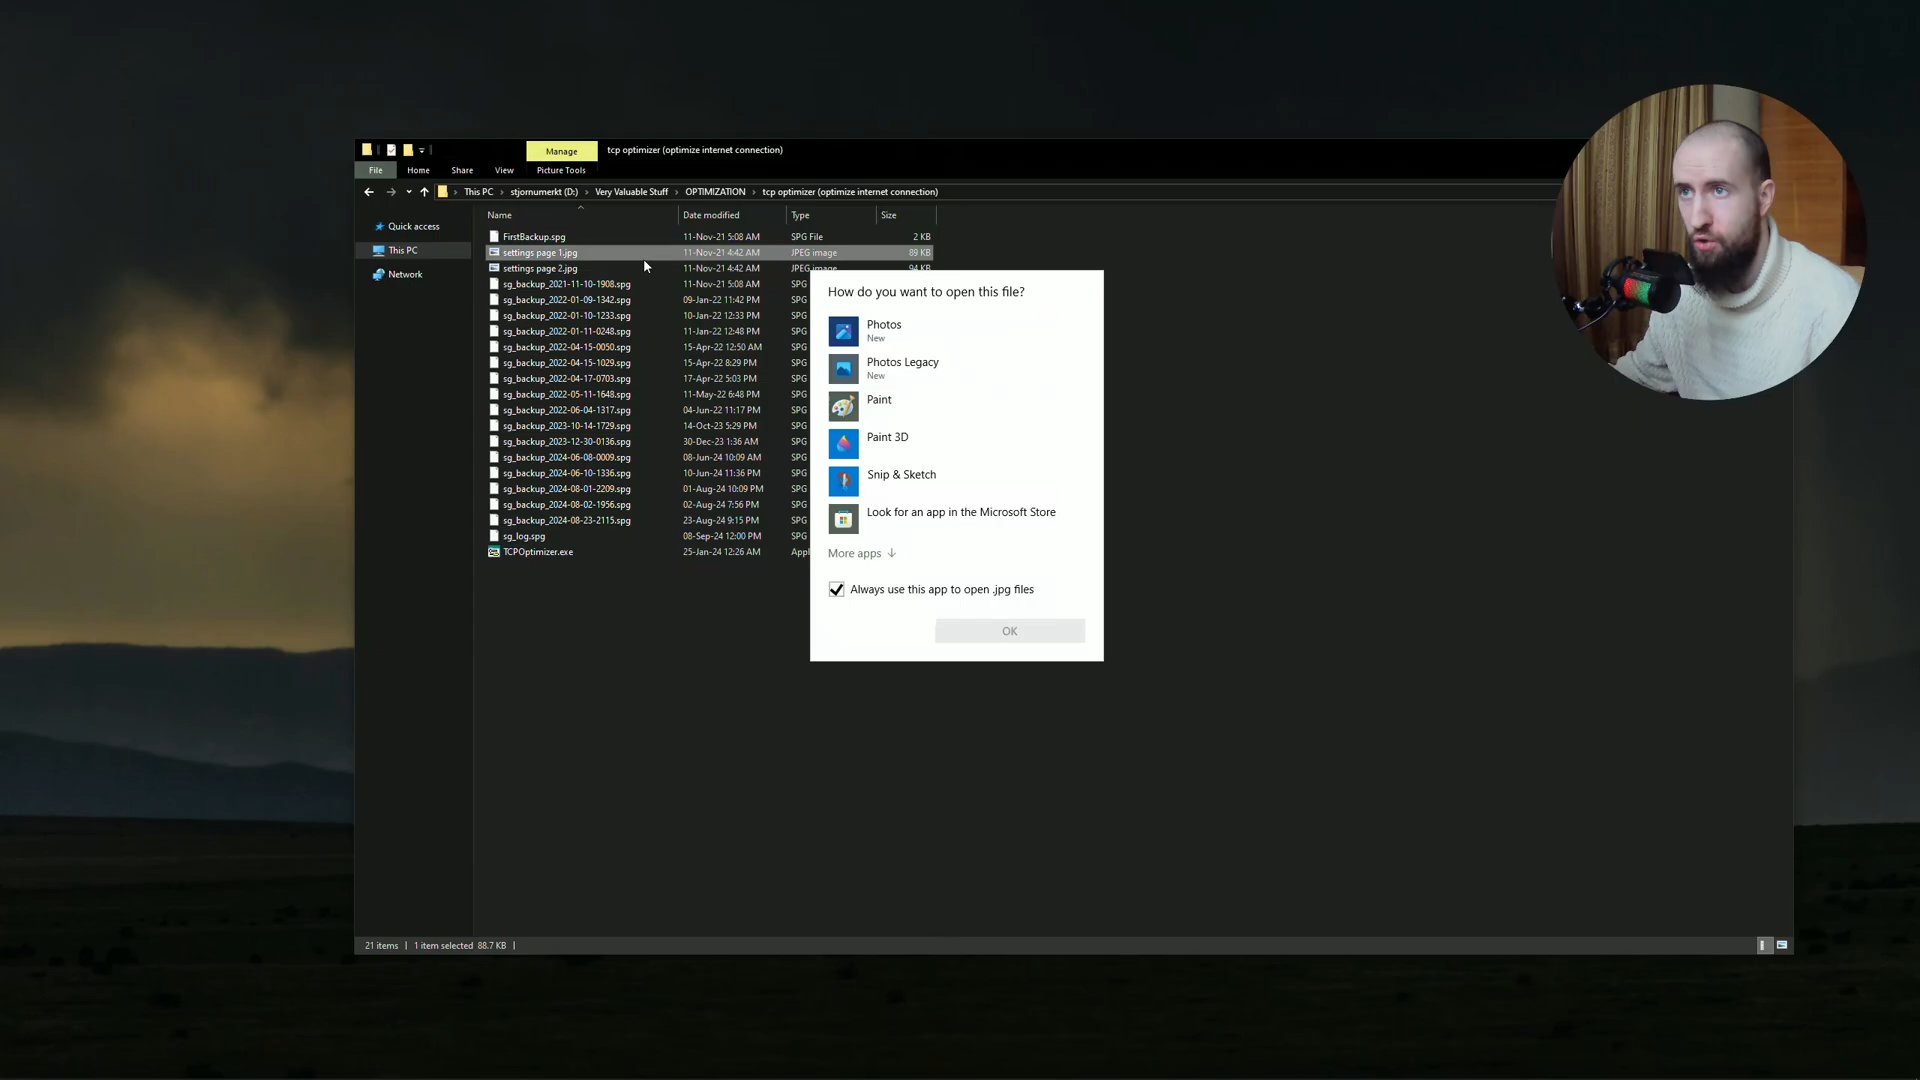 Manage
tcp optimizer (optimize internet connection)
File Home Share View Picture Tools
This PC > stjornumerkt (D:) > Very Valuable Stuff > OPTIMIZATION > tcp optimizer (optimize internet connection)
Quick access
This PC
Network
Name Date modified Type Size
FirstBackup.spg 11-Nov-21 5:08 AM SPG File 2 KB
settings page 1.jpg 11-Nov-21 4:42 AM JPEG image 89 KB
settings page 2.jpg 11-Nov-21 4:42 AM JPEG image 94 KB
sg_backup_2021-11-10-1908.spg 11-Nov-21 5:08 AM SPG
sg_backup_2022-01-09-1342.spg 09-Jan-22 11:42 PM SPG
sg_backup_2022-01-10-1233.spg 10-Jan-22 12:33 PM SPG
sg_backup_2022-01-11-0248.spg 11-Jan-22 12:48 PM SPG
sg_backup_2022-04-15-0050.spg 15-Apr-22 12:50 AM SPG
sg_backup_2022-04-15-1029.spg 15-Apr-22 8:29 PM SPG
sg_backup_2022-04-17-0703.spg 17-Apr-22 5:03 PM SPG
sg_backup_2022-05-11-1648.spg 11-May-22 6:48 PM SPG
sg_backup_2022-06-04-1317.spg 04-Jun-22 11:17 PM SPG
sg_backup_2023-10-14-1729.spg 14-Oct-23 5:29 PM SPG
sg_backup_2023-12-30-0136.spg 30-Dec-23 1:36 AM SPG
sg_backup_2024-06-08-0009.spg 08-Jun-24 10:09 AM SPG
sg_backup_2024-06-10-1336.spg 10-Jun-24 11:36 PM SPG
sg_backup_2024-08-01-2209.spg 01-Aug-24 10:09 PM SPG
sg_backup_2024-08-02-1956.spg 02-Aug-24 7:56 PM SPG
sg_backup_2024-08-23-2115.spg 23-Aug-24 9:15 PM SPG
sg_log.spg 08-Sep-24 12:00 PM SPG
TCPOptimizer.exe 25-Jan-24 12:26 AM Appl
How do you want to open this file?
Photos
New
Photos Legacy
New
Paint
Paint 3D
Snip & Sketch
Look for an app in the Microsoft Store
More apps ↓
Always use this app to open .jpg files
OK
21 items 1 item selected 88.7 KB